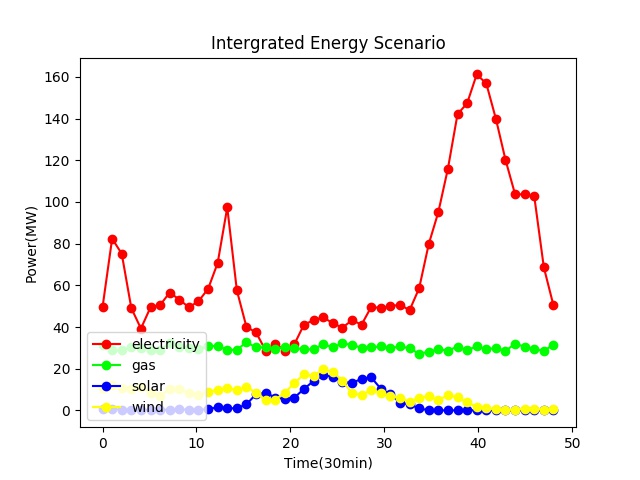 Intergrated Energy Scenario
160
140
120
100
80
60
40
20
0
Power(MW)
electricity
gas
solar
wind
0 10 20 30 40 50
Time(30min)